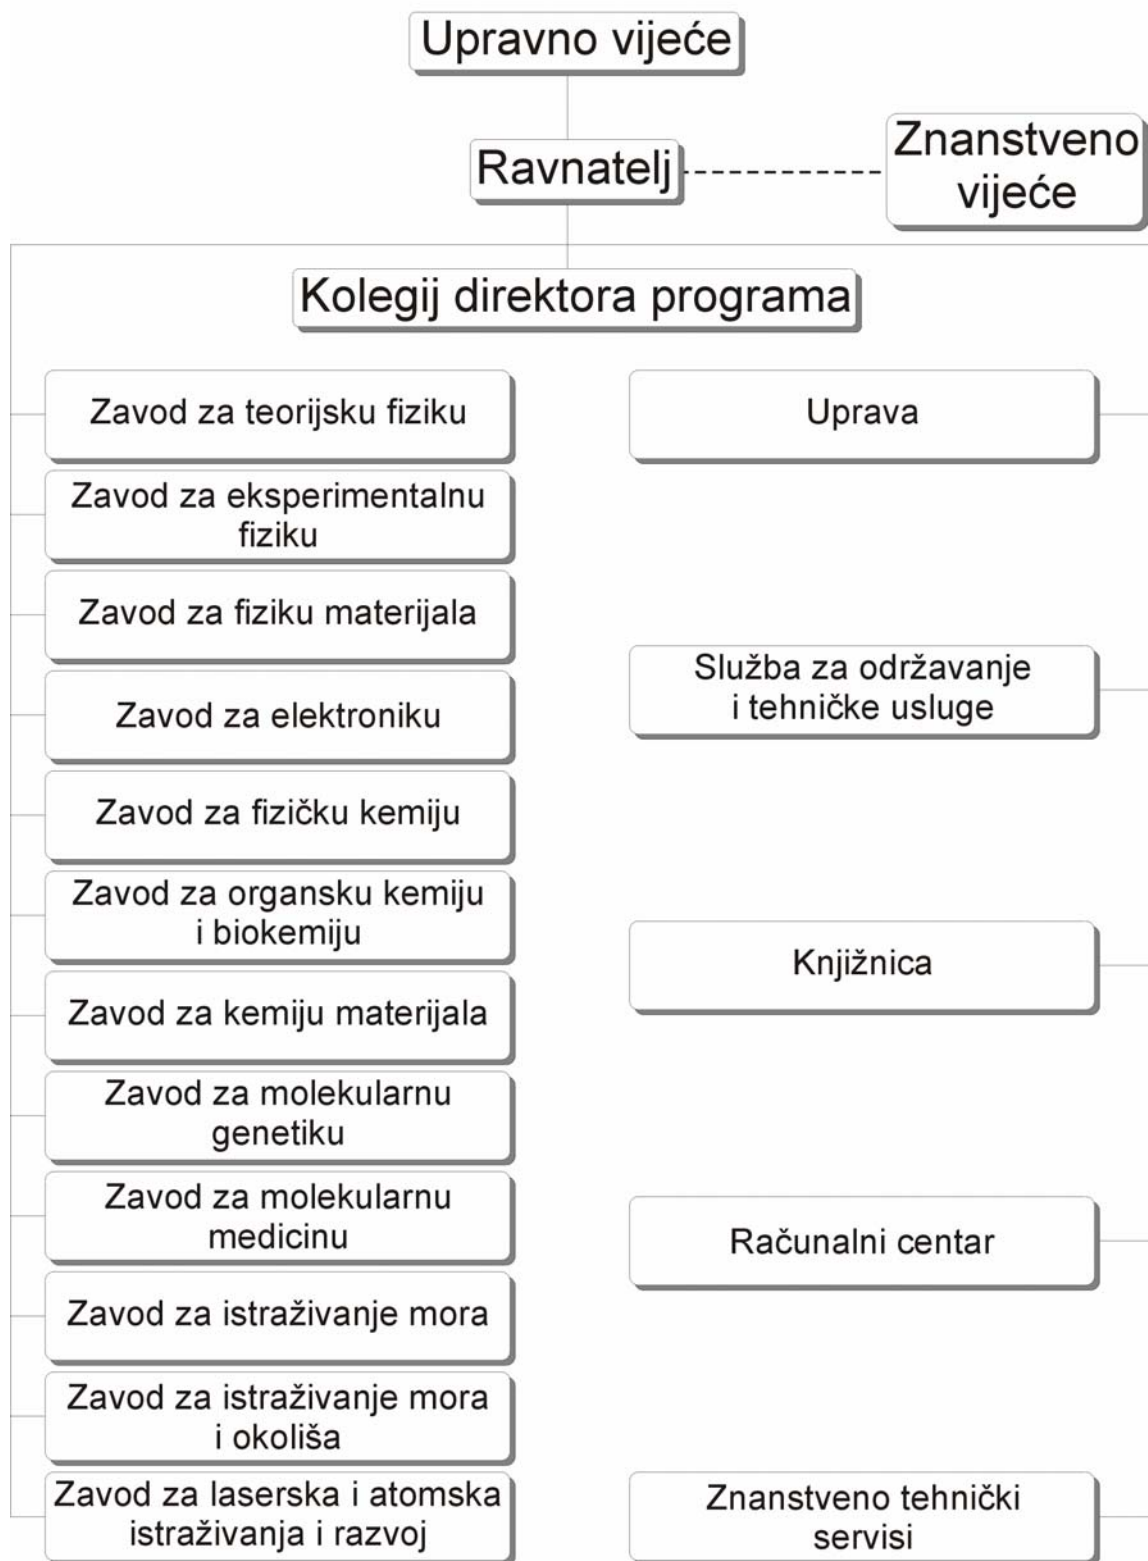 Upravno vijeće
Ravnatelj
Znanstveno
vijeće
Kolegij direktora programa
Zavod za teorijsku fiziku
Zavod za eksperimentalnu
fiziku
Zavod za fiziku materijala
Zavod za elektroniku
Zavod za fizičku kemiju
Zavod za organsku kemiju
i biokemiju
Zavod za kemiju materijala
Zavod za molekularnu
genetiku
Zavod za molekularnu
medicinu
Zavod za istraživanje mora
Zavod za istraživanje mora
i okoliša
Zavod za laserska i atomska
istraživanja i razvoj
Uprava
Služba za održavanje
i tehničke usluge
Knjižnica
Računalni centar
Znanstveno tehnički
servisi